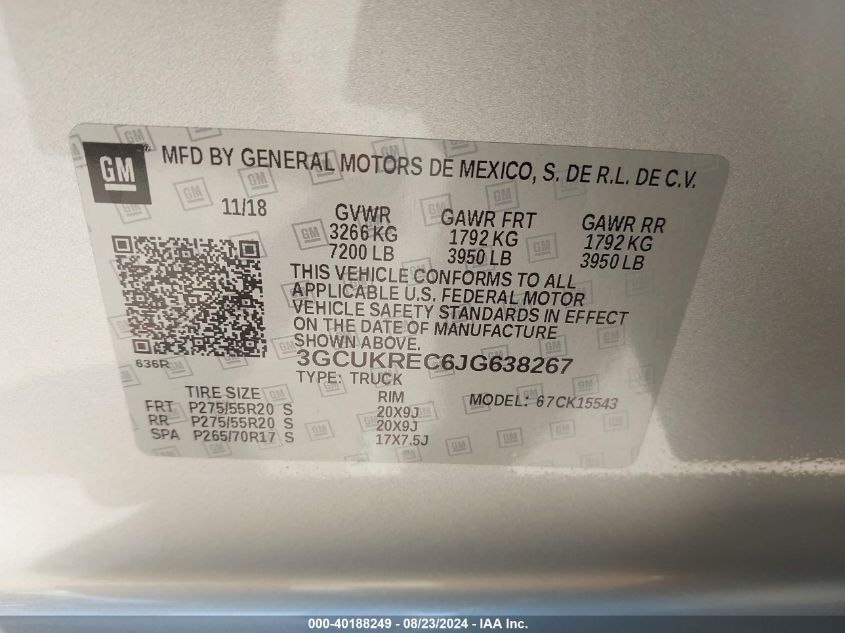 GM
MFD BY GENERAL MOTORS DE MEXICO, S. DE R.L. DE C.V.
11/18
GVWR GAWR FRT GAWR RR
3266 KG 1792 KG 1792 KG
7200 LB 3950 LB 3950 LB
THIS VEHICLE CONFORMS TO ALL
APPLICABLE U.S. FEDERAL MOTOR
VEHICLE SAFETY STANDARDS IN EFFECT
ON THE DATE OF MANUFACTURE
SHOWN ABOVE.
3GCUKREC6JG638267
636R
TYPE: TRUCK
TIRE SIZE RIM MODEL: 67CK15543
FRT P275/55R20 S 20X9J
RR P275/55R20 S 20X9J
SPA P265/70R17 S 17X7.5J
000-40188249 - 08/23/2024 - IAA Inc.